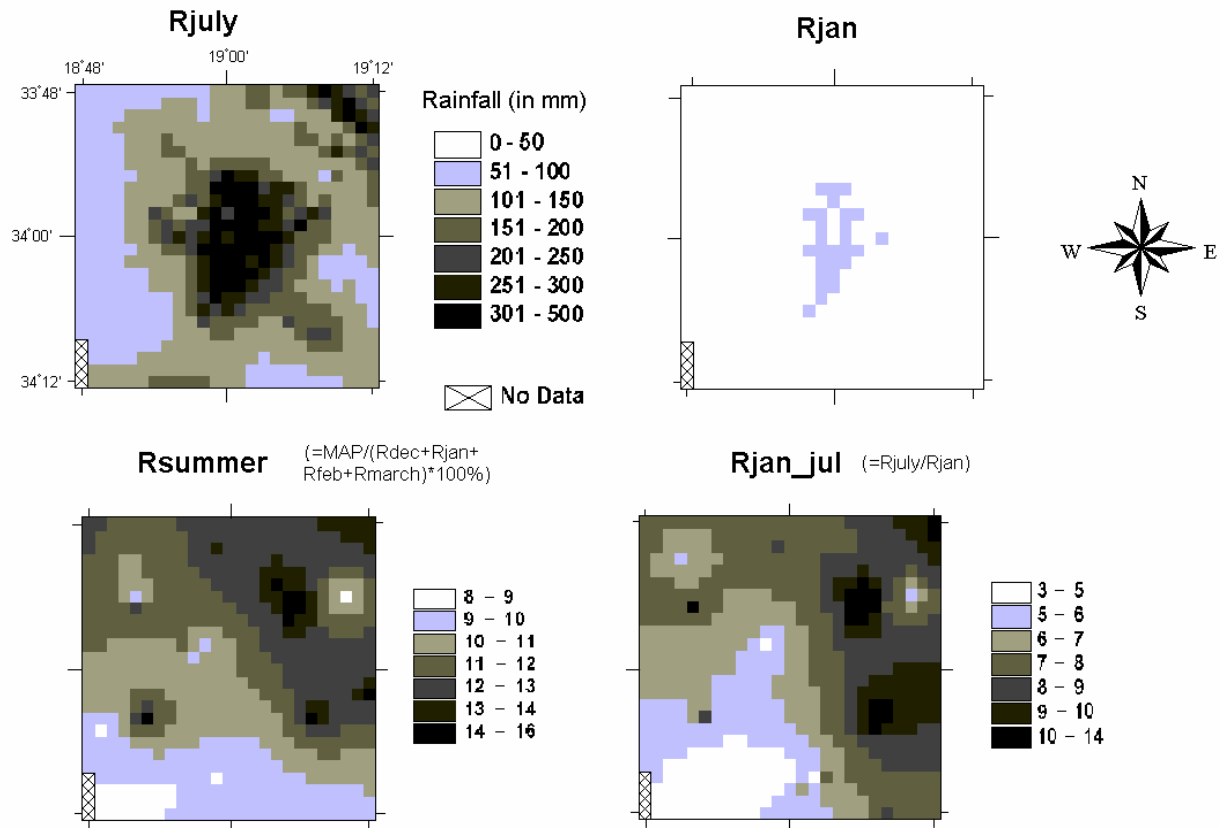 Rjuly
18°48'
19°00'
19°12'
33°48'
34°00'
34°12'
Rainfall (in mm)
0 - 50
51 - 100
101 - 150
151 - 200
201 - 250
251 - 300
301 - 500
No Data
Rjan
N
W
E
S
Rsummer
(=MAP/(Rdec+Rjan+
Rfeb+Rmarch)*100%)
8 - 9
9 - 10
10 - 11
11 - 12
12 - 13
13 - 14
14 - 16
Rjan_jul
(=Rjuly/Rjan)
3 - 5
5 - 6
6 - 7
7 - 8
8 - 9
9 - 10
10 - 14